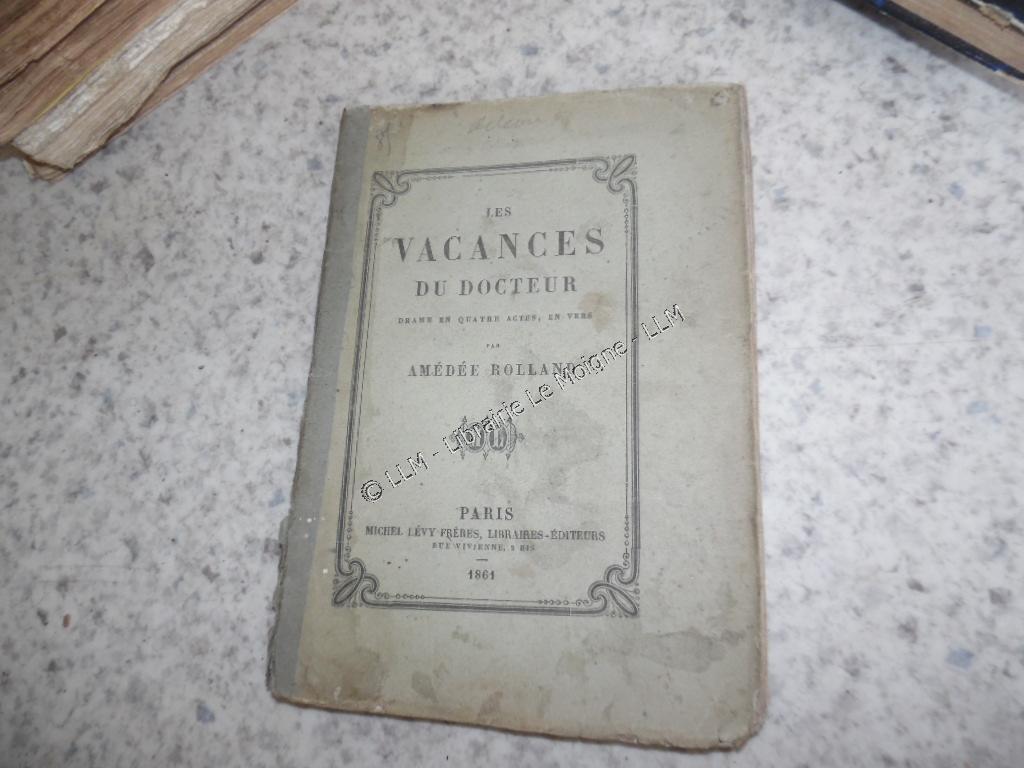 LES
VACANCES
DU DOCTEUR
DRAME EN QUATRE ACTES, EN VERS
PAR
AMÉDÉE ROLLAND
PARIS
MICHEL LÉVY FRÈRES, LIBRAIRES-ÉDITEURS
RUE VIVIENNE, 2 BIS
1861
© LLM - Librairie Le Moigne - LLM